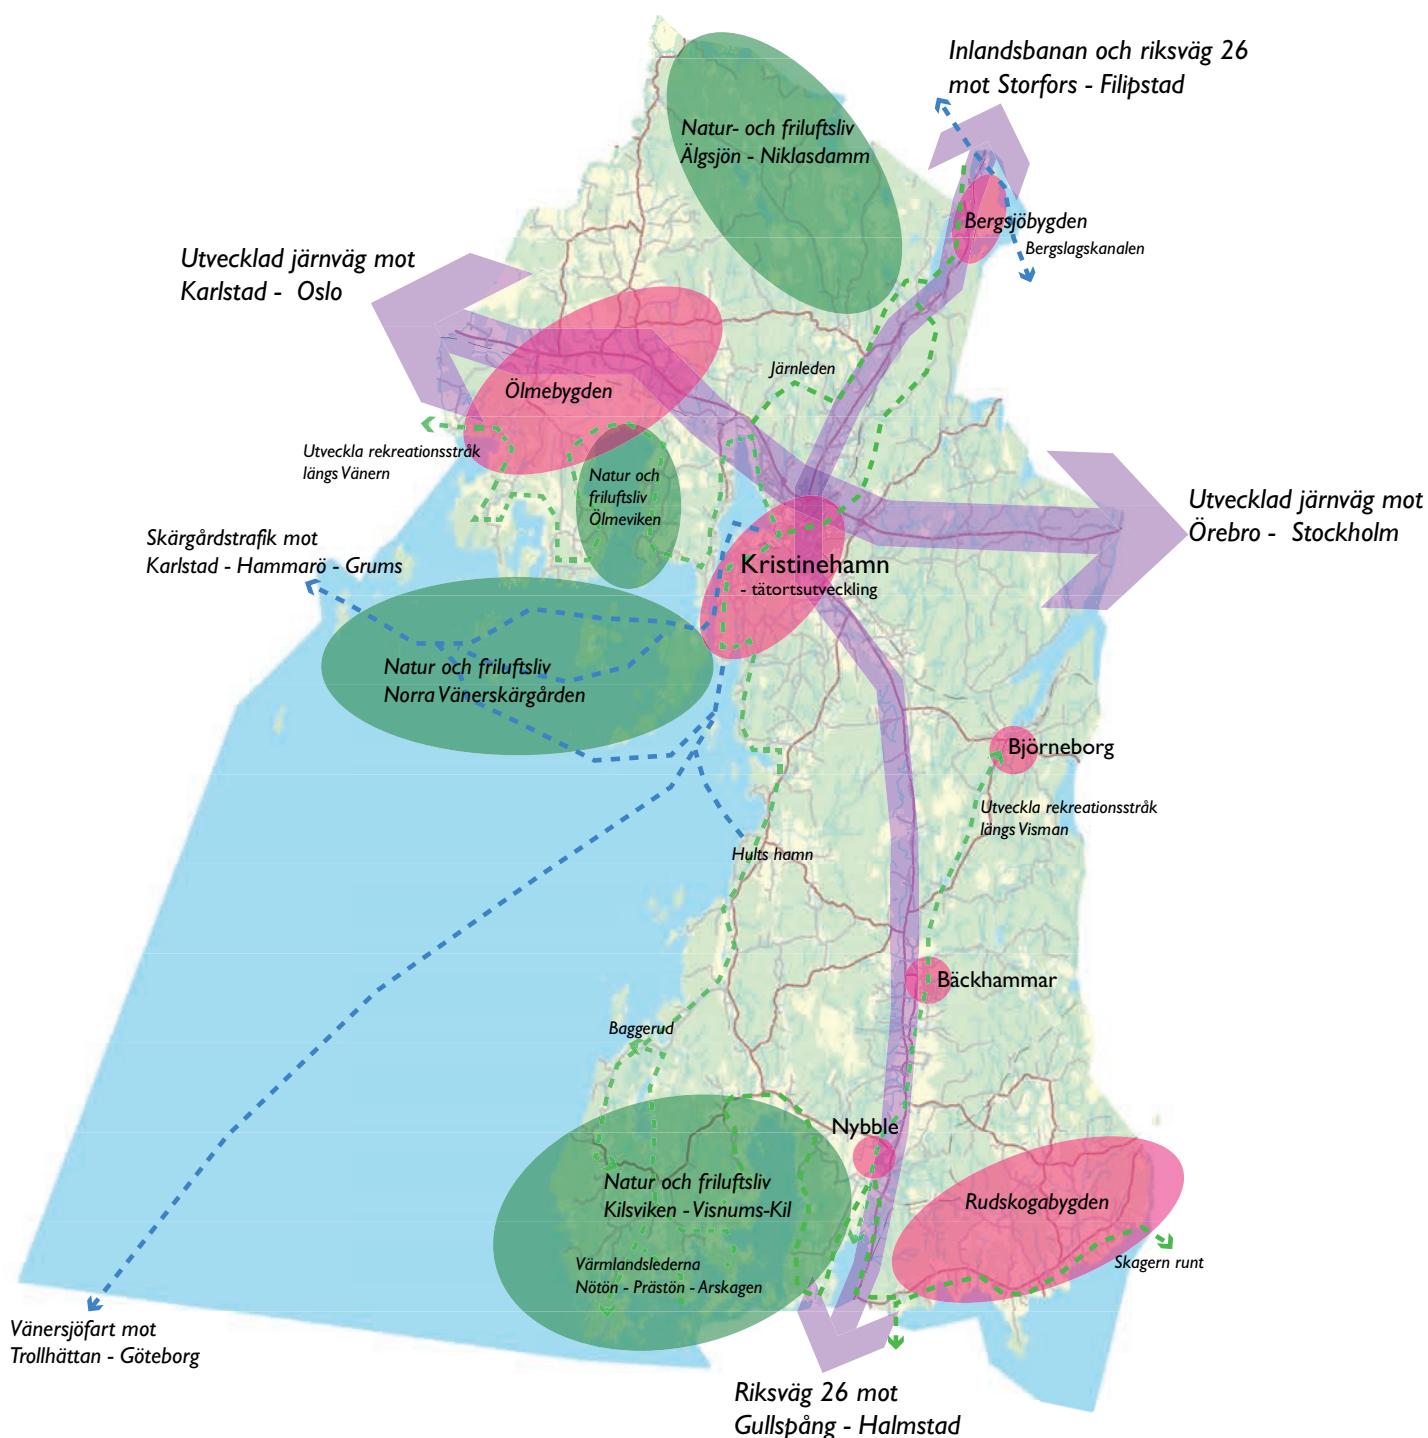 Inlandsbanan och riksväg 26
mot Storfors - Filipstad
Natur- och friluftsliv
Älgsjön - Niklasdamm
Bergsjöbygden
Bergslagskanalen
Utvecklad järnväg mot
Karlstad - Oslo
Järnleden
Ölmebygden
Utveckla rekreationsstråk
längs Vänern
Natur och
friluftsliv
Ölmeviken
Utvecklad järnväg mot
Örebro - Stockholm
Skärgårdstrafik mot
Karlstad - Hammarö - Grums
Kristinehamn
- tätortsutveckling
Natur och friluftsliv
Norra Vänerskärgården
Björneborg
Utveckla rekreationsstråk
längs Visman
Hults hamn
Bäckhammar
Baggerud
Nybble
Natur och friluftsliv
Kilsviken - Visnums-Kil
Rudskogabygden
Värmlandslederna
Nötön - Prästön - Arskagen
Skagern runt
Vänersjöfart mot
Trollhättan - Göteborg
Riksväg 26 mot
Gullspång - Halmstad